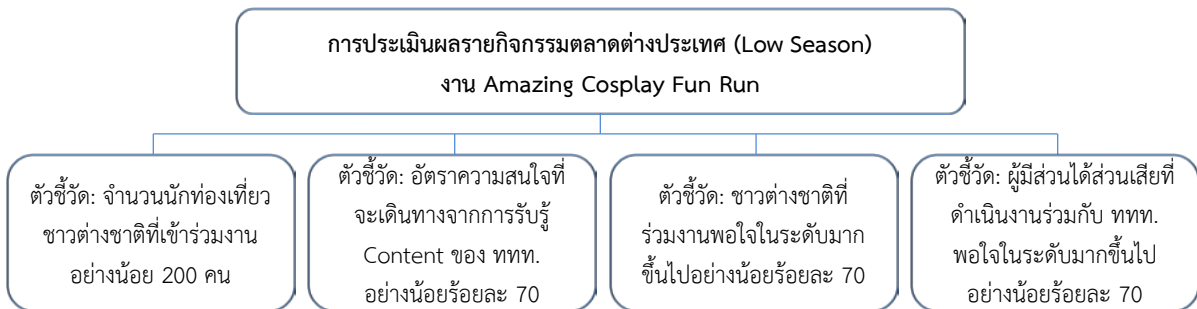 การประเมินผลรายกิจกรรมตลาดต่างประเทศ (Low Season)
งาน Amazing Cosplay Fun Run
ตัวชี้วัด: จำนวนนักท่องเที่ยว
ชาวต่างชาติที่เข้าร่วมงาน
อย่างน้อย 200 คน
ตัวชี้วัด: อัตราความสนใจที่
จะเดินทางจากการรับรู้
Content ของ ททท.
อย่างน้อยร้อยละ 70
ตัวชี้วัด: ชาวต่างชาติที่
ร่วมงานพอใจในระดับมาก
ขึ้นไปอย่างน้อยร้อยละ 70
ตัวชี้วัด: ผู้มีส่วนได้ส่วนเสียที่
ดำเนินงานร่วมกับ ททท.
พอใจในระดับมากขึ้นไป
อย่างน้อยร้อยละ 70